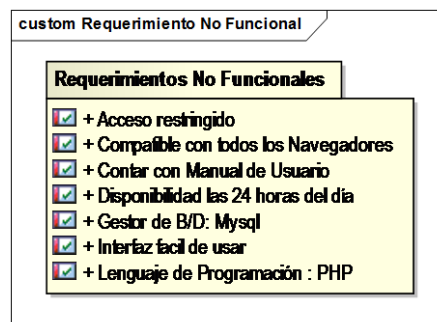 custom Requerimiento No Funcional
Requerimientos No Funcionales
+ Acceso restringido
+ Compatible con todos los Navegadores
+ Contar con Manual de Usuario
+ Disponibilidad las 24 horas del día
+ Gestor de B/D: Mysql
+ Interfaz facil de usar
+ Lenguaje de Programación : PHP